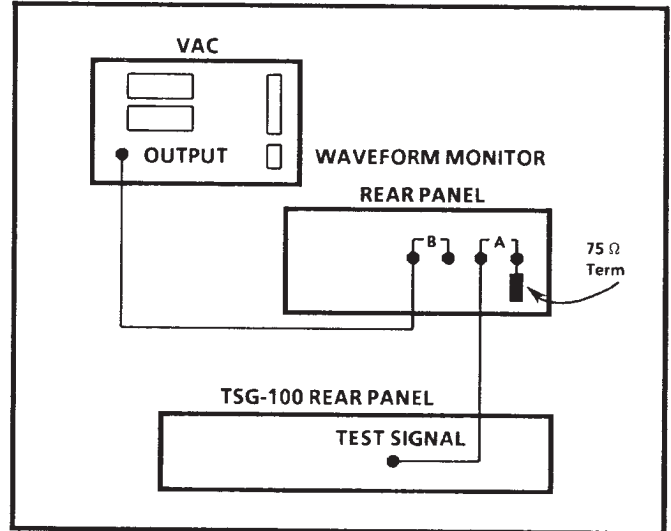 VAC
OUTPUT
WAVEFORM MONITOR
REAR PANEL
B
A
75 Ω
Term
TSG-100 REAR PANEL
TEST SIGNAL